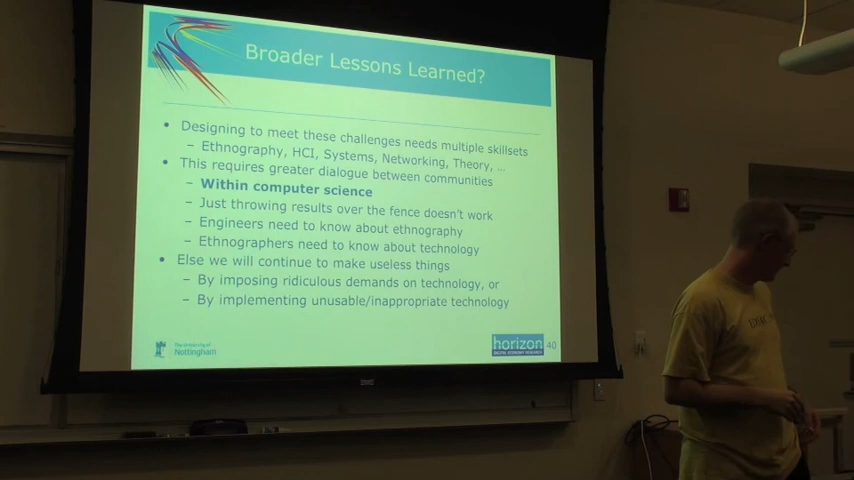 Broader Lessons Learned?
• Designing to meet these challenges needs multiple skillsets
– Ethnography, HCI, Systems, Networking, Theory, ...
• This requires greater dialogue between communities
– Within computer science
– Just throwing results over the fence doesn't work
– Engineers need to know about ethnography
– Ethnographers need to know about technology
• Else we will continue to make useless things
– By imposing ridiculous demands on technology, or
– By implementing unusable/inappropriate technology
The University of
Nottingham
horizon
DIGITAL ECONOMY RESEARCH
40